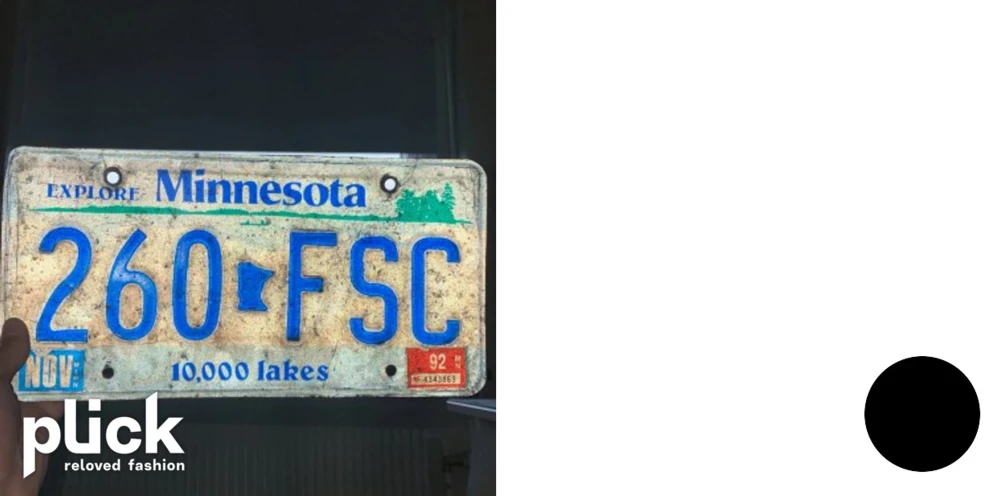 EXPLORE Minnesota
260 FSC
NOV
10,000 lakes
92
plick
reloved fashion